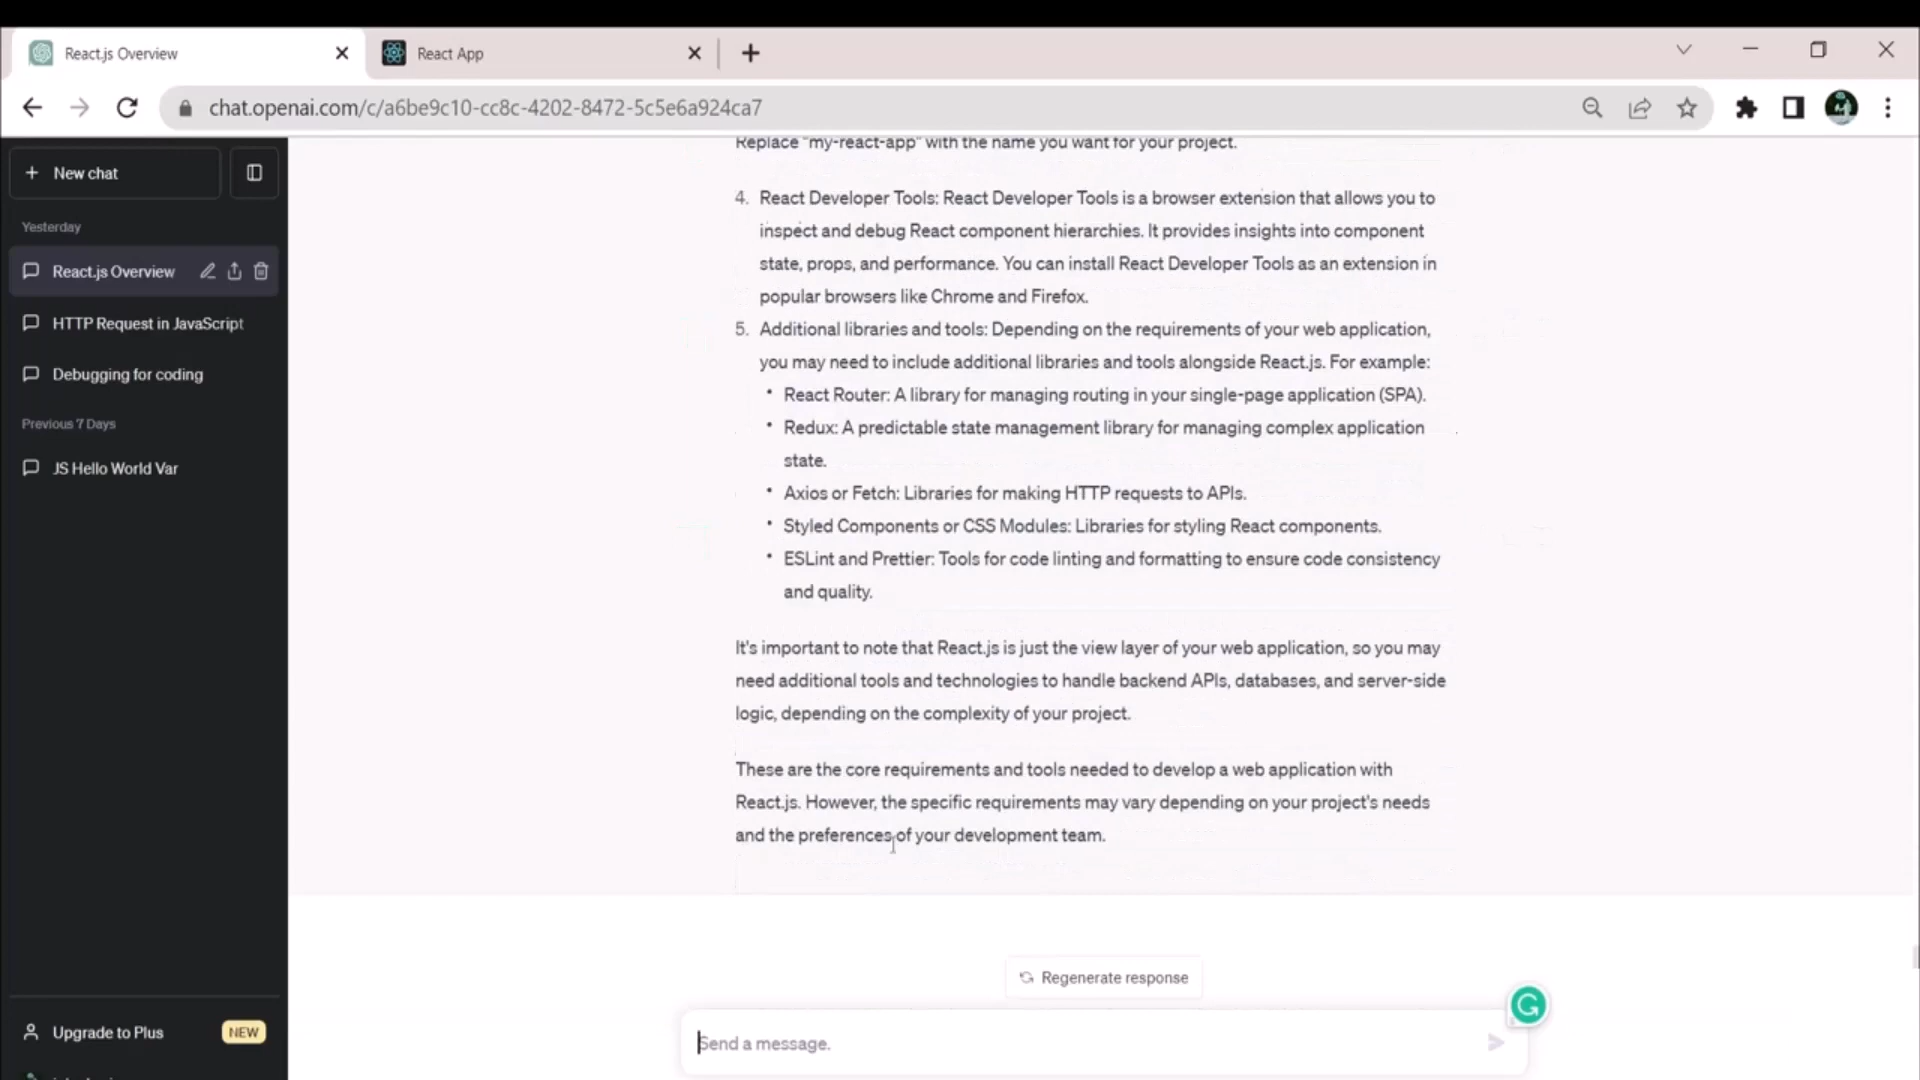 React.js Overview
React App
chat.openai.com/c/a6be9c10-cc8c-4202-8472-5c5e6a924ca7
New chat
Yesterday
React.js Overview
HTTP Request in JavaScript
Debugging for coding
Previous 7 Days
JS Hello World Var
Upgrade to Plus NEW
Replace "my-react-app" with the name you want for your project.
4. React Developer Tools: React Developer Tools is a browser extension that allows you to
inspect and debug React component hierarchies. It provides insights into component
state, props, and performance. You can install React Developer Tools as an extension in
popular browsers like Chrome and Firefox.
5. Additional libraries and tools: Depending on the requirements of your web application,
you may need to include additional libraries and tools alongside React.js. For example:
• React Router: A library for managing routing in your single-page application (SPA).
• Redux: A predictable state management library for managing complex application
state.
• Axios or Fetch: Libraries for making HTTP requests to APIs.
• Styled Components or CSS Modules: Libraries for styling React components.
• ESLint and Prettier: Tools for code linting and formatting to ensure code consistency
and quality.
It's important to note that React.js is just the view layer of your web application, so you may
need additional tools and technologies to handle backend APIs, databases, and server-side
logic, depending on the complexity of your project.
These are the core requirements and tools needed to develop a web application with
React.js. However, the specific requirements may vary depending on your project's needs
and the preferences of your development team.
Regenerate response
Send a message.